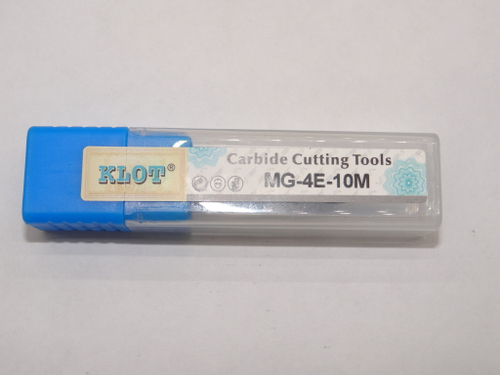 KLOT®
Carbide Cutting Tools
MG-4E-10M